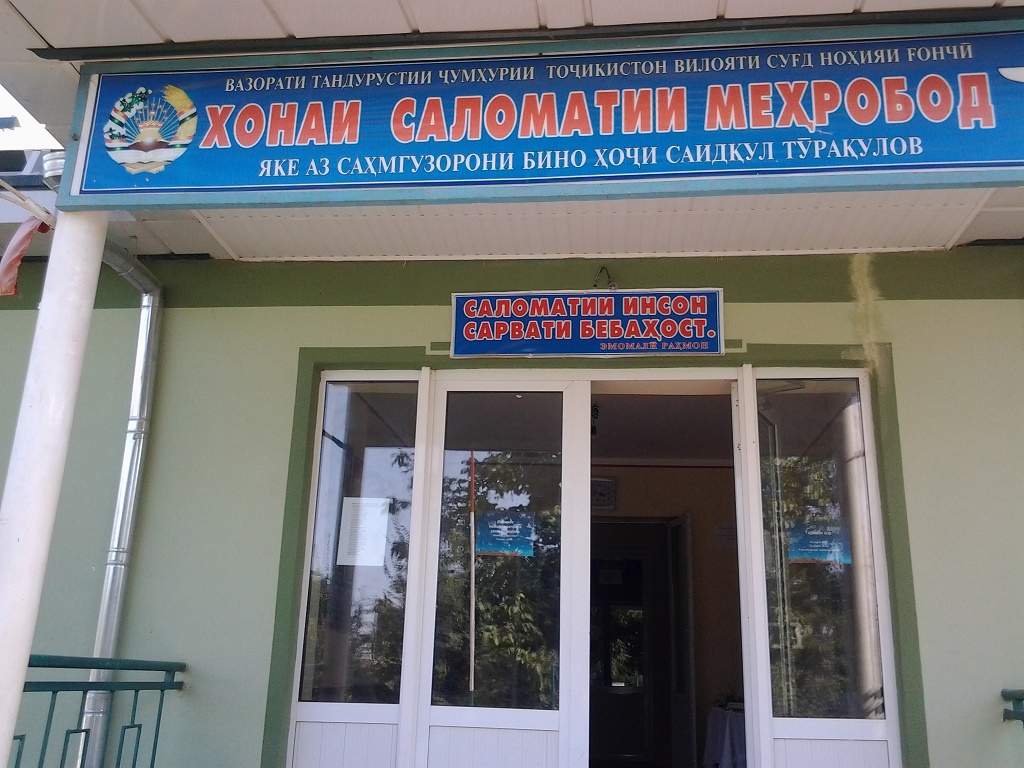 ВАЗОРАТИ ТАНДУРУСТИИ ҶУМҲУРИИ ТОҶИКИСТОН ВИЛОЯТИ СУҒД НОҲИЯИ ҒОНЧӢ
ХОНАИ САЛОМАТИИ МЕҲРОБОД
ЯКЕ АЗ САҲМГУЗОРОНИ БИНО ҲОҶИ САИДҚУЛ ТӮРАҚУЛОВ
САЛОМАТИИ ИНСОН
САРВАТИ БЕБАҲОСТ.
ЭМОМАЛӢ РАҲМОН